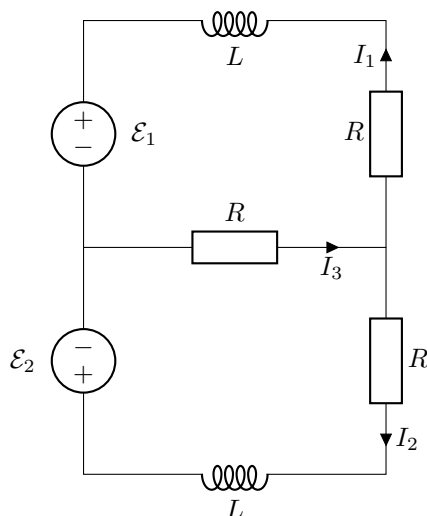 L
I₁
+
−
ℰ₁
R
R
I₃
−
+
ℰ₂
R
I₂
L